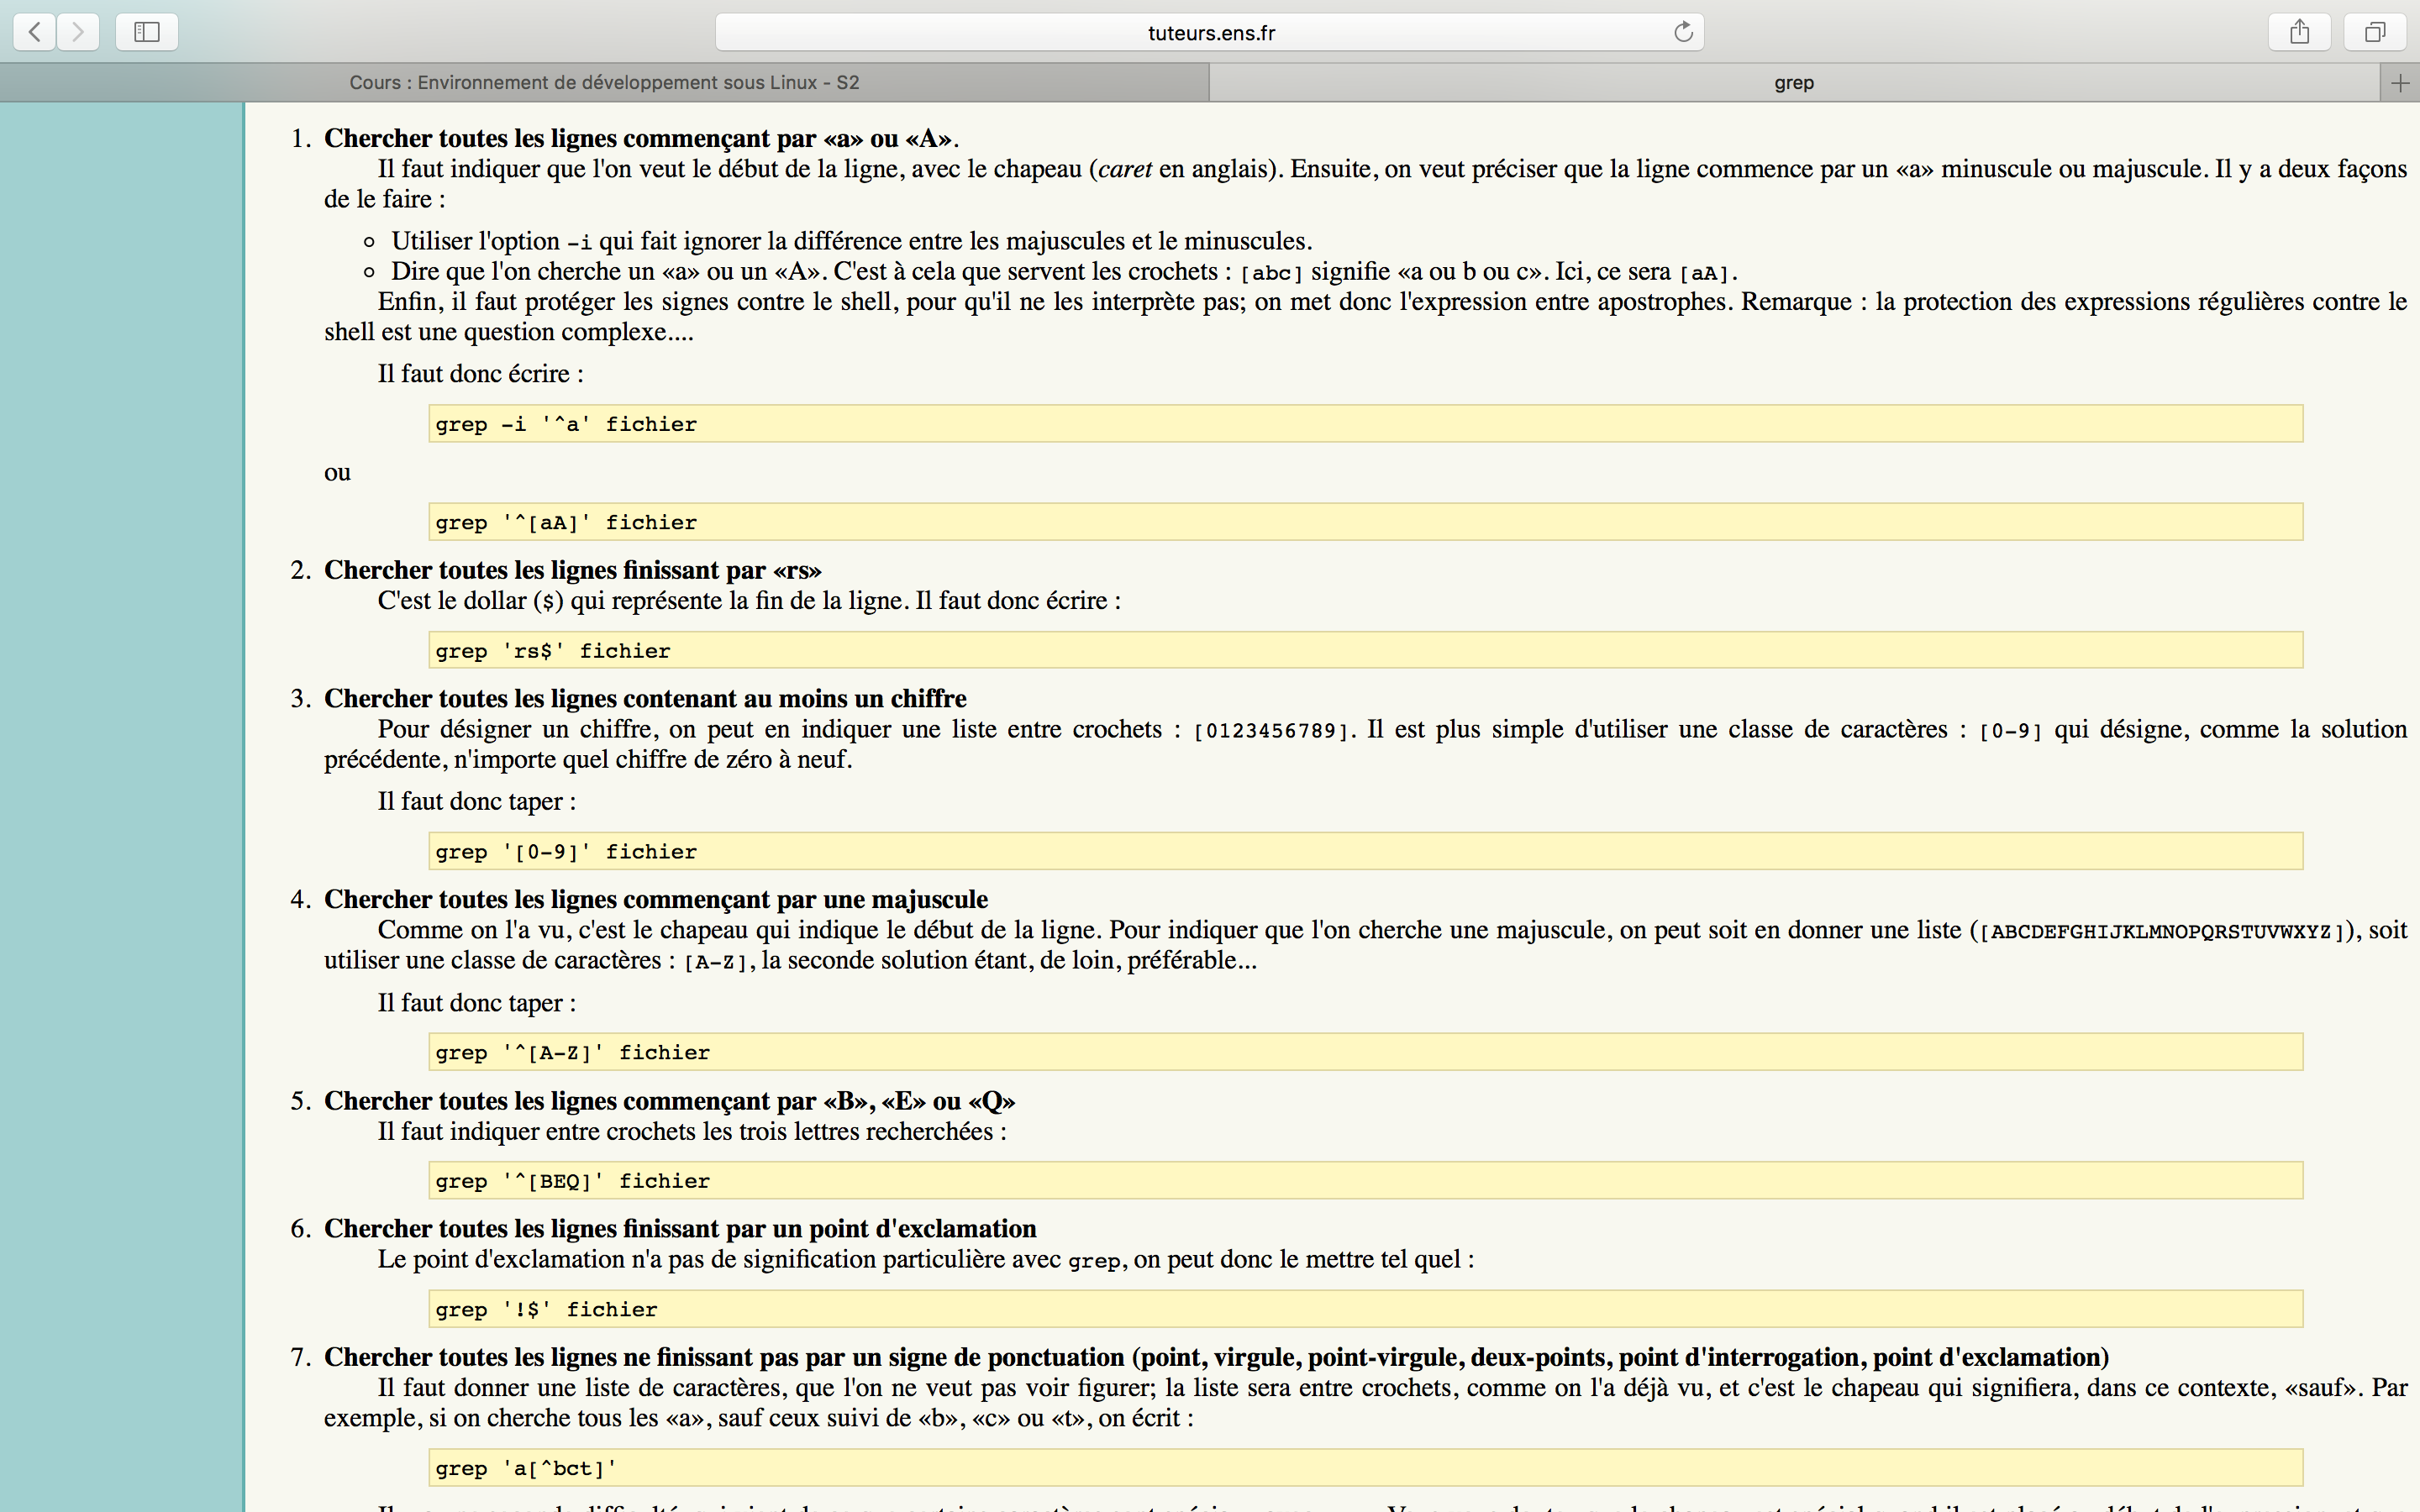 tuteurs.ens.fr
Cours : Environnement de développement sous Linux - S2
grep
1. Chercher toutes les lignes commençant par «a» ou «A».
Il faut indiquer que l'on veut le début de la ligne, avec le chapeau (caret en anglais). Ensuite, on veut préciser que la ligne commence par un «a» minuscule ou majuscule. Il y a deux façons
de le faire :
Utiliser l'option -i qui fait ignorer la différence entre les majuscules et le minuscules.
Dire que l'on cherche un «a» ou un «A». C'est à cela que servent les crochets : [abc] signifie «a ou b ou c». Ici, ce sera [aA].
Enfin, il faut protéger les signes contre le shell, pour qu'il ne les interprète pas; on met donc l'expression entre apostrophes. Remarque : la protection des expressions régulières contre le
shell est une question complexe....
Il faut donc écrire :
grep -i '^a' fichier
ou
grep '^[aA]' fichier
2. Chercher toutes les lignes finissant par «rs»
C'est le dollar ($) qui représente la fin de la ligne. Il faut donc écrire :
grep 'rs$' fichier
3. Chercher toutes les lignes contenant au moins un chiffre
Pour désigner un chiffre, on peut en indiquer une liste entre crochets : [0123456789]. Il est plus simple d'utiliser une classe de caractères : [0-9] qui désigne, comme la solution
précédente, n'importe quel chiffre de zéro à neuf.
Il faut donc taper :
grep '[0-9]' fichier
4. Chercher toutes les lignes commençant par une majuscule
Comme on l'a vu, c'est le chapeau qui indique le début de la ligne. Pour indiquer que l'on cherche une majuscule, on peut soit en donner une liste ([ABCDEFGHIJKLMNOPQRSTUVWXYZ]), soit
utiliser une classe de caractères : [A-Z], la seconde solution étant, de loin, préférable...
Il faut donc taper :
grep '^[A-Z]' fichier
5. Chercher toutes les lignes commençant par «B», «E» ou «Q»
Il faut indiquer entre crochets les trois lettres recherchées :
grep '^[BEQ]' fichier
6. Chercher toutes les lignes finissant par un point d'exclamation
Le point d'exclamation n'a pas de signification particulière avec grep, on peut donc le mettre tel quel :
grep '!$' fichier
7. Chercher toutes les lignes ne finissant pas par un signe de ponctuation (point, virgule, point-virgule, deux-points, point d'interrogation, point d'exclamation)
Il faut donner une liste de caractères, que l'on ne veut pas voir figurer; la liste sera entre crochets, comme on l'a déjà vu, et c'est le chapeau qui signifiera, dans ce contexte, «sauf». Par
exemple, si on cherche tous les «a», sauf ceux suivi de «b», «c» ou «t», on écrit :
grep 'a[^bct]'